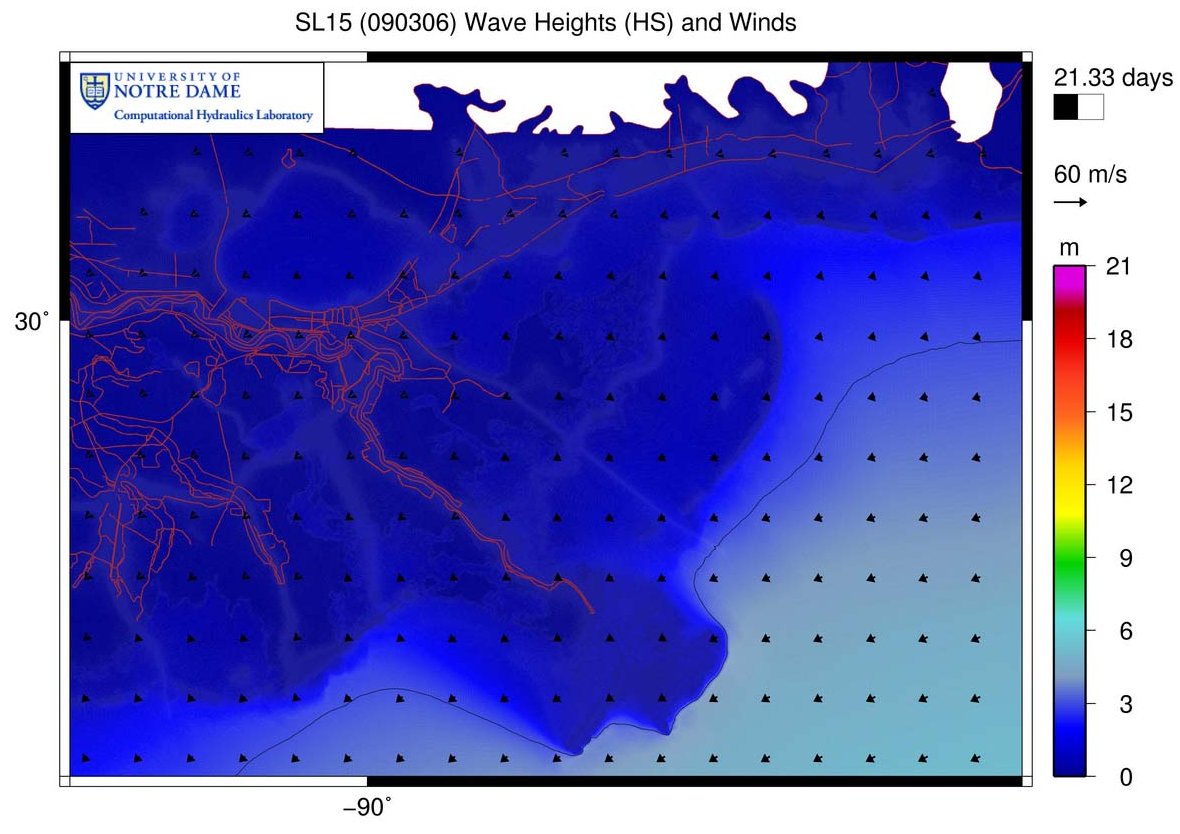 SL15 (090306) Wave Heights (HS) and Winds
UNIVERSITY OF
NOTRE DAME
Computational Hydraulics Laboratory
21.33 days
60 m/s
m
21
18
15
12
9
6
3
0
30°
−90°